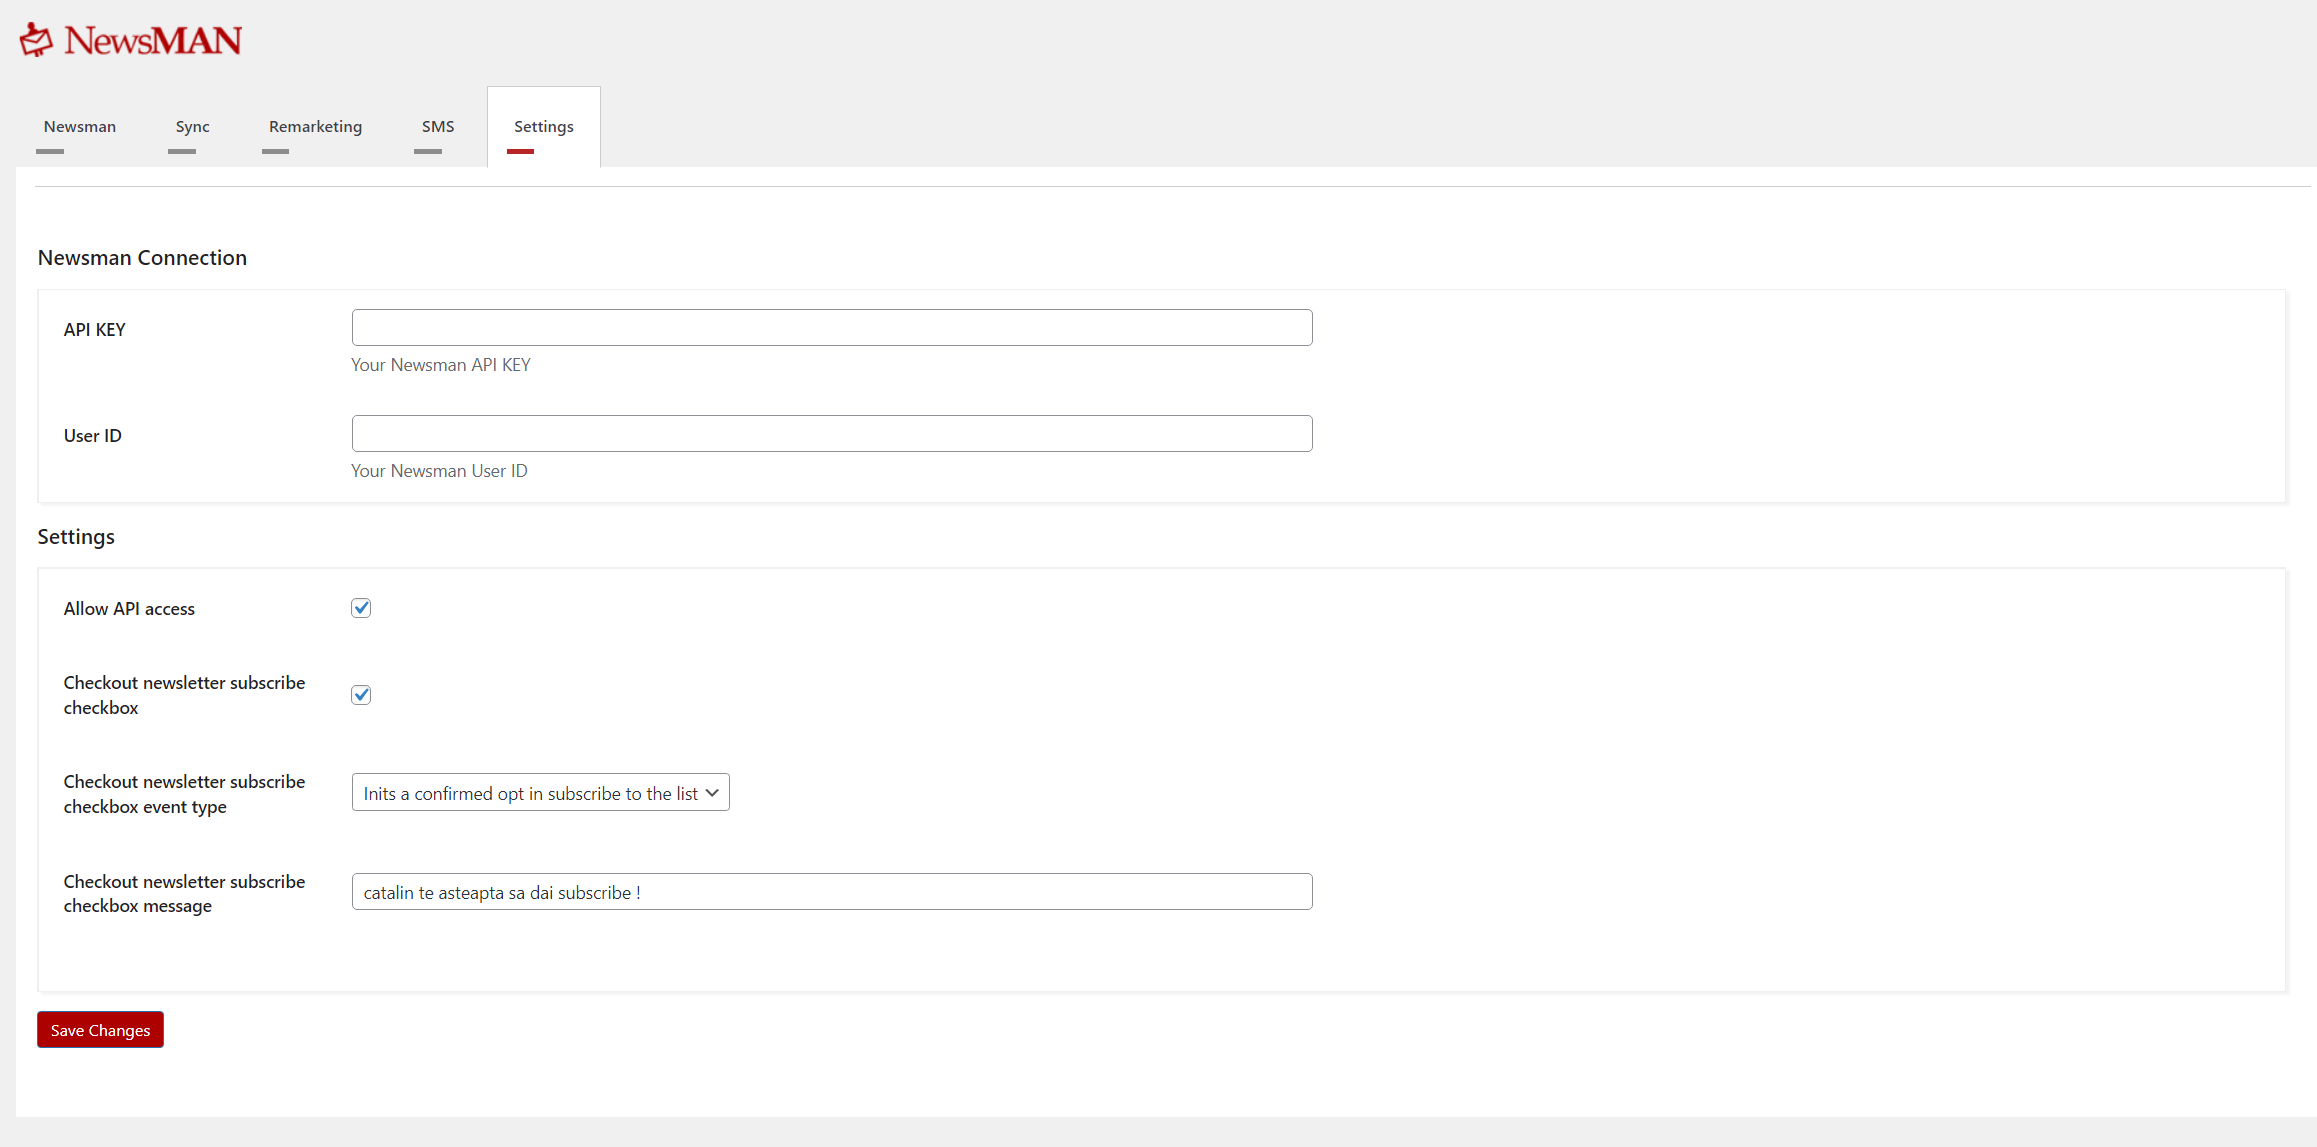 NewsMAN
Newsman Sync Remarketing SMS Settings
Newsman Connection
API KEY
Your Newsman API KEY
User ID
Your Newsman User ID
Settings
Allow API access
Checkout newsletter subscribe
checkbox
Checkout newsletter subscribe
checkbox event type
Inits a confirmed opt in subscribe to the list
Checkout newsletter subscribe
checkbox message
catalin te asteapta sa dai subscribe !
Save Changes